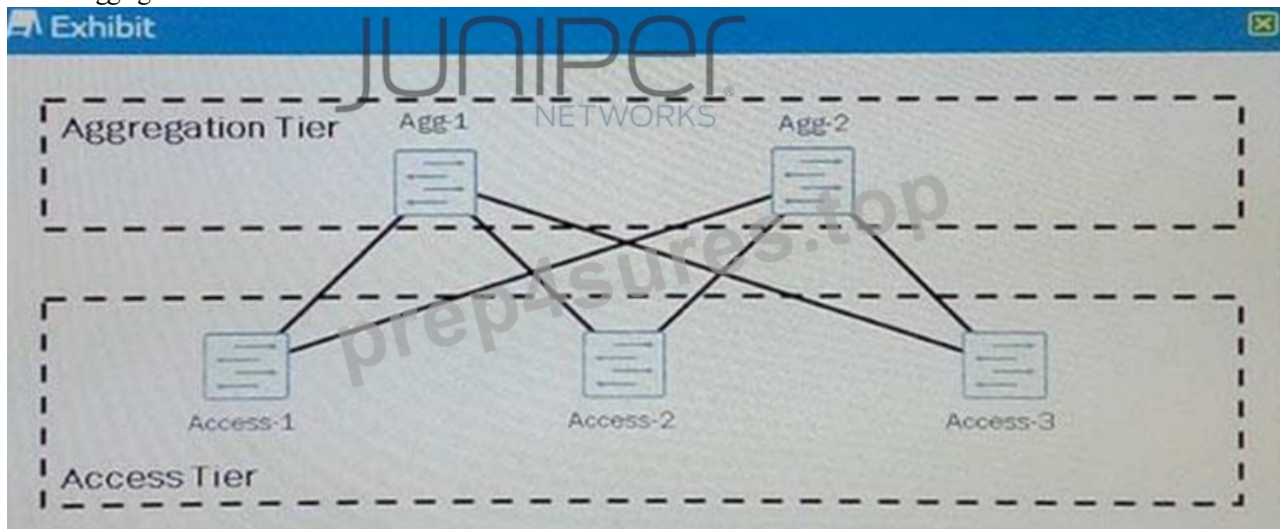 Exhibit
JUNIPER
NETWORKS
Aggregation Tier
Agg-1
Agg-2
prep4sures.top
Access-1
Access-2
Access-3
Access Tier